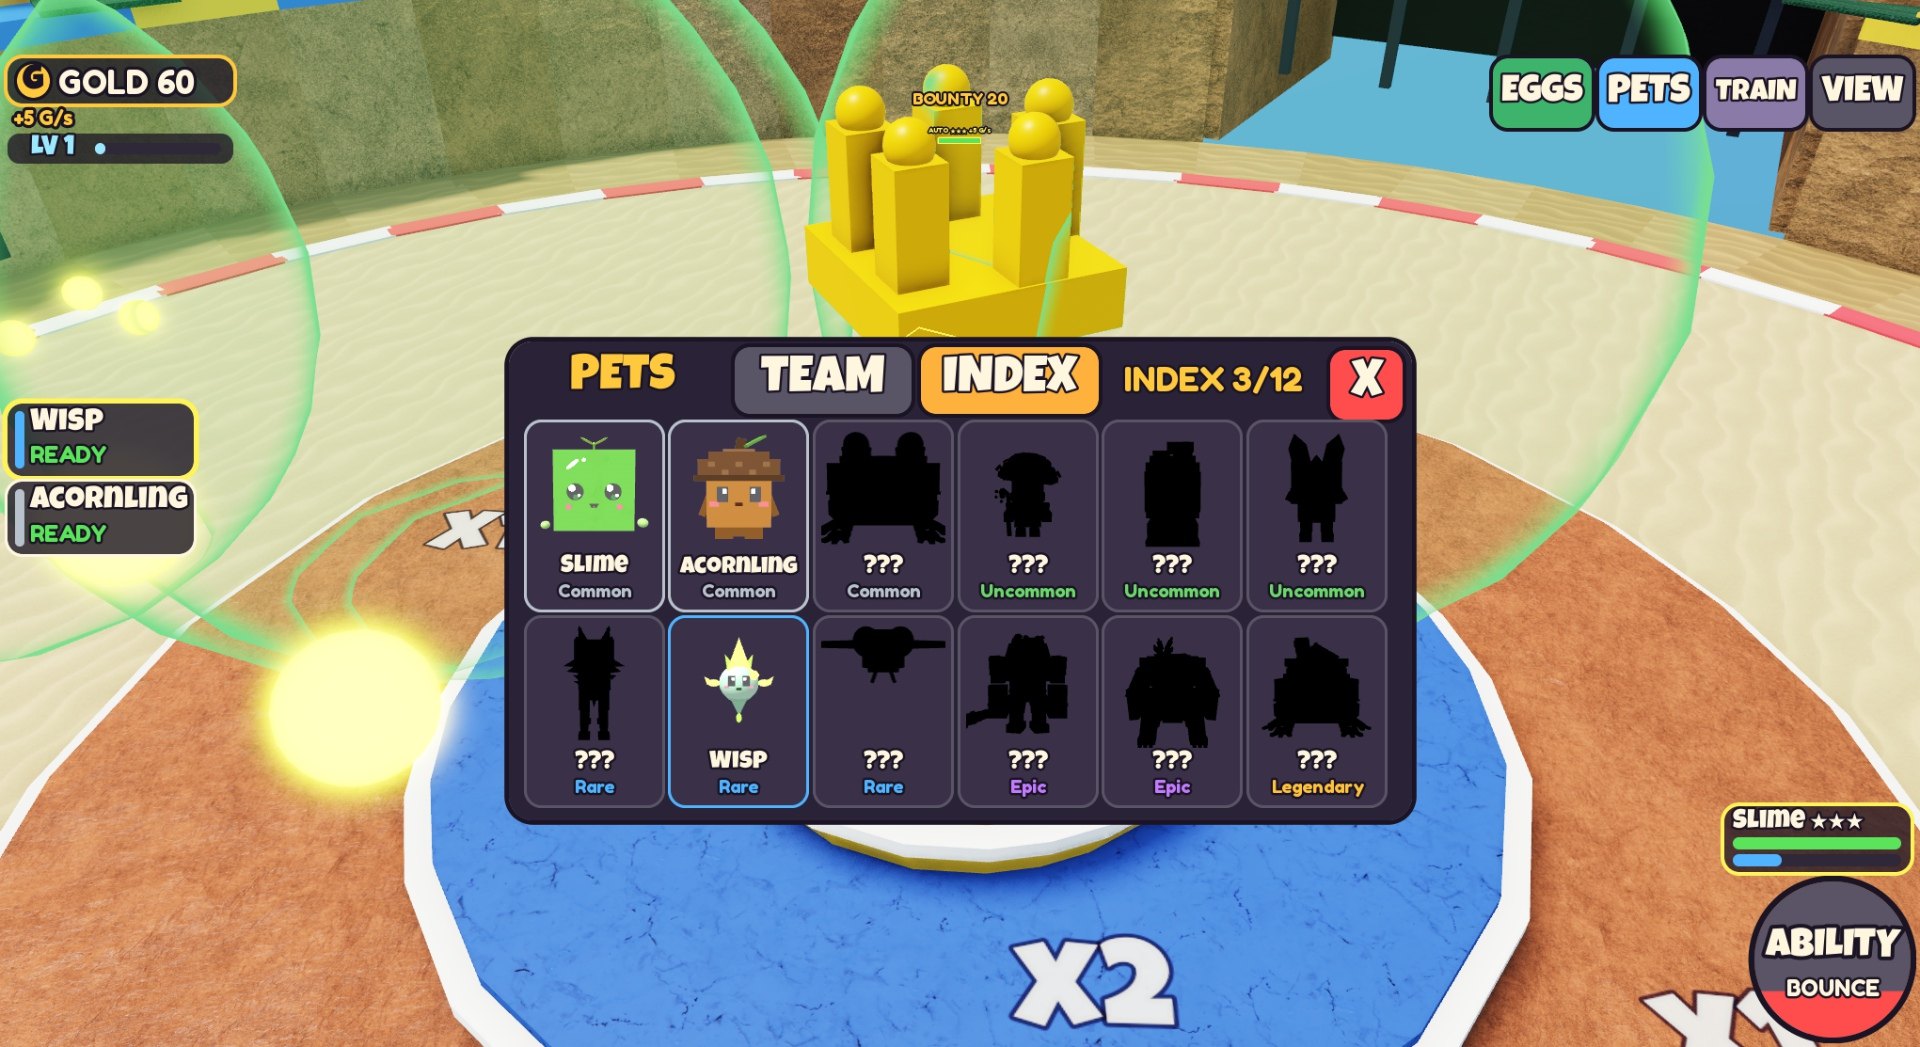 GOLD 60
+5 G/s
LV 1
BOUNTY 20
EGGS
PETS
TRAIN
VIEW
WISP
READY
ACORNLING
READY
PETS
TEAM
INDEX
INDEX 3/12
X
SLIME
Common
ACORNLING
Common
???
Common
???
Uncommon
???
Uncommon
???
Uncommon
???
Rare
WISP
Rare
???
Rare
???
Epic
???
Epic
???
Legendary
SLIME ★★★
ABILITY
BOUNCE
X2